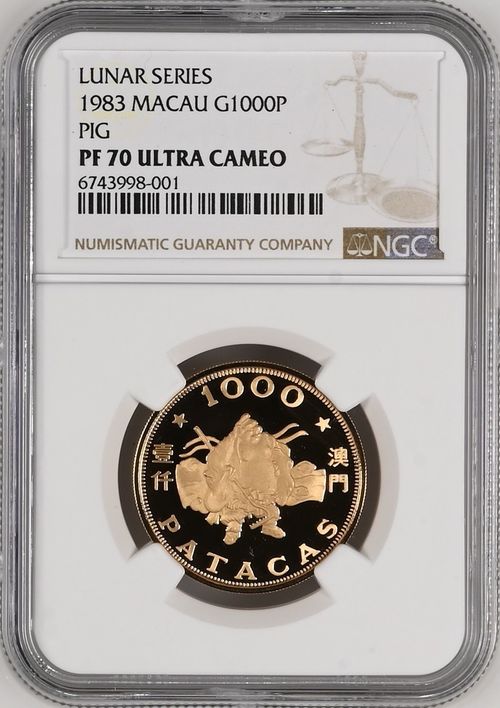 LUNAR SERIES
1983 MACAU G1000P
PIG
PF 70 ULTRA CAMEO
6743998-001
NUMISMATIC GUARANTY COMPANY
NGC®
1000
壹仟
澳門
PATACAS